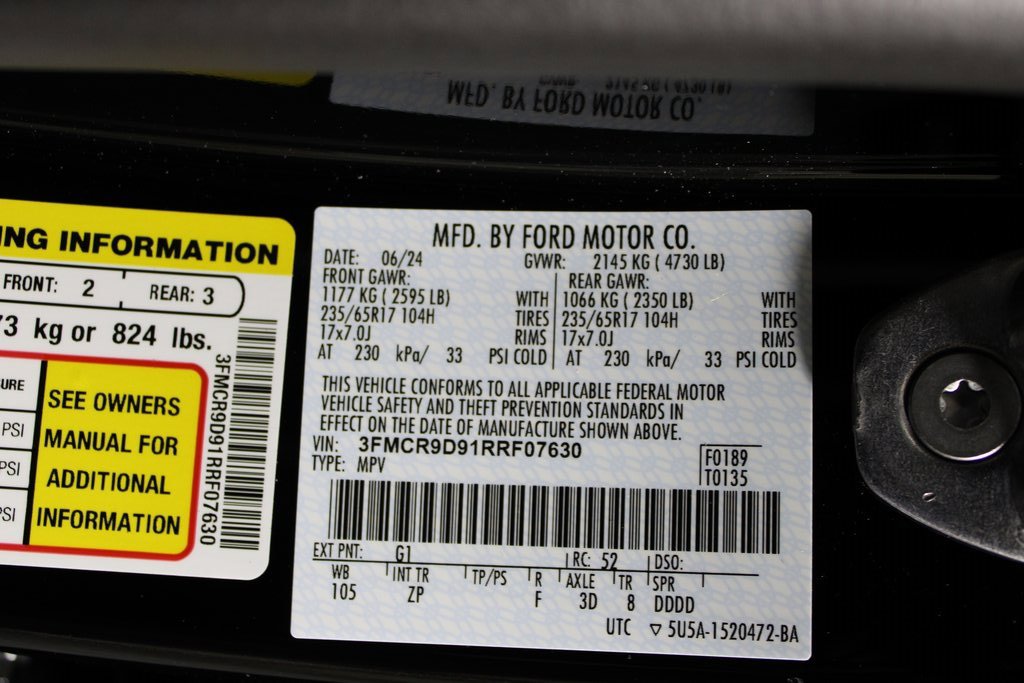 MFD. BY FORD MOTOR CO.
ING INFORMATION
FRONT: 2 REAR: 3
73 kg or 824 lbs.
URE
PSI
PSI
PSI
SEE OWNERS
MANUAL FOR
ADDITIONAL
INFORMATION
3FMCR9D91RRF07630
MFD. BY FORD MOTOR CO.
DATE: 06/24 GVWR: 2145 KG ( 4730 LB)
FRONT GAWR: REAR GAWR:
1177 KG ( 2595 LB) WITH 1066 KG ( 2350 LB) WITH
235/65R17 104H TIRES 235/65R17 104H TIRES
17x7.0J RIMS 17x7.0J RIMS
AT 230 kPa/ 33 PSI COLD AT 230 kPa/ 33 PSI COLD
THIS VEHICLE CONFORMS TO ALL APPLICABLE FEDERAL MOTOR
VEHICLE SAFETY AND THEFT PREVENTION STANDARDS IN
EFFECT ON THE DATE OF MANUFACTURE SHOWN ABOVE.
VIN: 3FMCR9D91RRF07630
TYPE: MPV
F0189
T0135
EXT PNT: G1 RC: 52 DSO:
WB INT TR TP/PS R AXLE TR SPR
105 ZP F 3D 8 DDDD
UTC ▽ 5U5A-1520472-BA